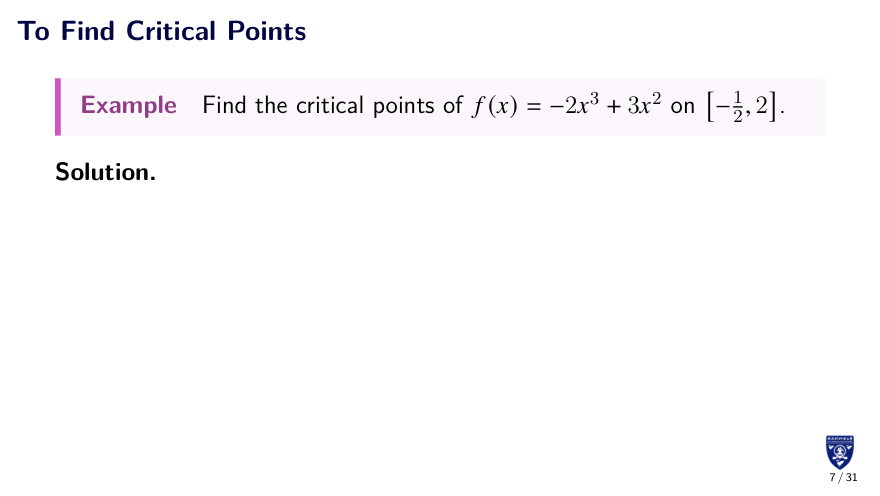 To Find Critical Points
Example Find the critical points of f(x) = −2x³ + 3x² on [−1/2, 2].
Solution.
7 / 31